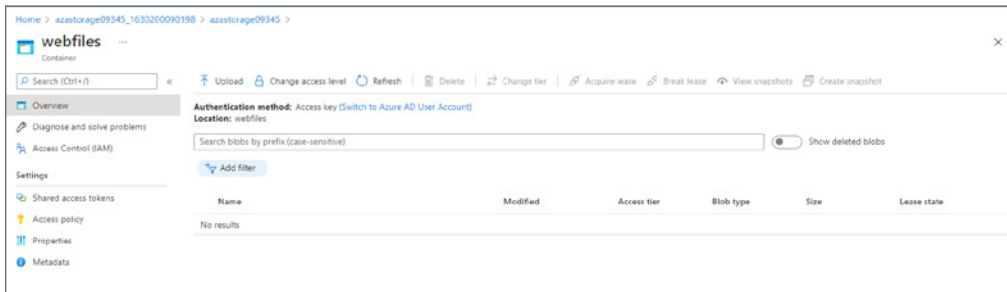 Home > azastorage09345_1630200090198 > azastorage09345 >
webfiles ...
Container
Search (Ctrl+/) «
Upload Change access level Refresh Delete Change tier Acquire lease Break lease View snapshots Create snapshot
Overview
Diagnose and solve problems
Access Control (IAM)
Settings
Shared access tokens
Access policy
Properties
Metadata
Authentication method: Access key (Switch to Azure AD User Account)
Location: webfiles
Search blobs by prefix (case-sensitive)
Show deleted blobs
Add filter
Name Modified Access tier Blob type Size Lease state
No results